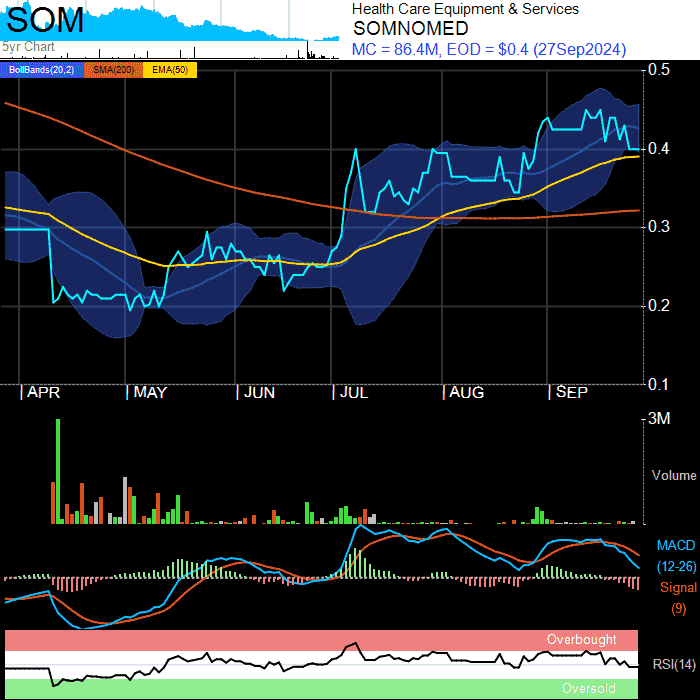 SOM
5yr Chart
Health Care Equipment & Services
SOMNOMED
MC = 86.4M, EOD = $0.4 (27Sep2024)
BollBands(20,2) SMA(200) EMA(50)
0.5
0.4
0.3
0.2
0.1
APR MAY JUN JUL AUG SEP
3M
Volume
MACD
(12-26)
Signal
(9)
Overbought
RSI(14)
Oversold